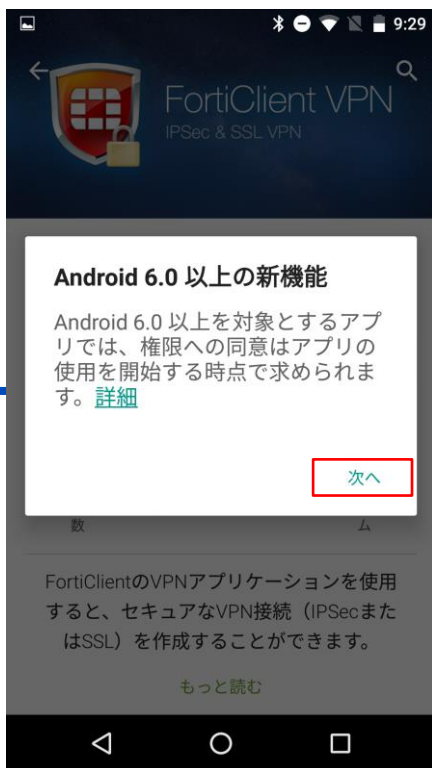 9:29
FortiClient VPN
IPSec & SSL VPN
Android 6.0 以上の新機能
Android 6.0 以上を対象とするアプ
リでは、権限への同意はアプリの
使用を開始する時点で求められま
す。詳細
次へ
数 ム
FortiClientのVPNアプリケーションを使用
すると、セキュアなVPN接続（IPSecまた
はSSL）を作成することができます。
もっと読む